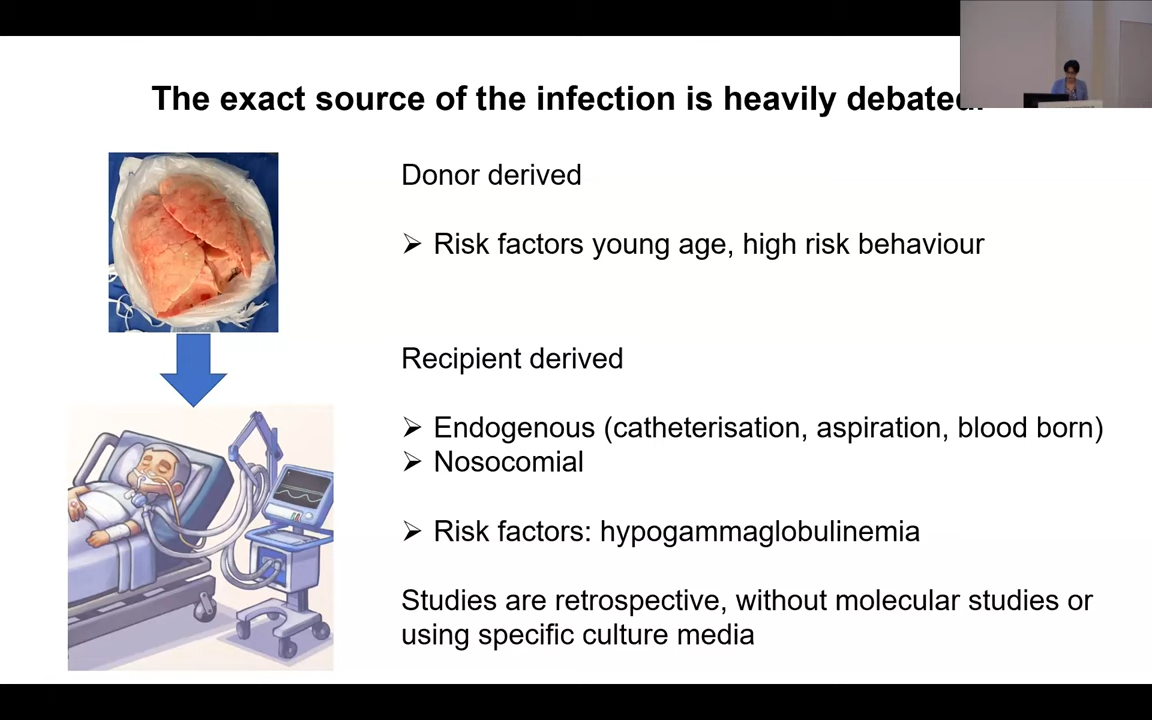 The exact source of the infection is heavily debated.
Donor derived
➢ Risk factors young age, high risk behaviour
Recipient derived
➢ Endogenous (catheterisation, aspiration, blood born)
➢ Nosocomial
➢ Risk factors: hypogammaglobulinemia
Studies are retrospective, without molecular studies or
using specific culture media